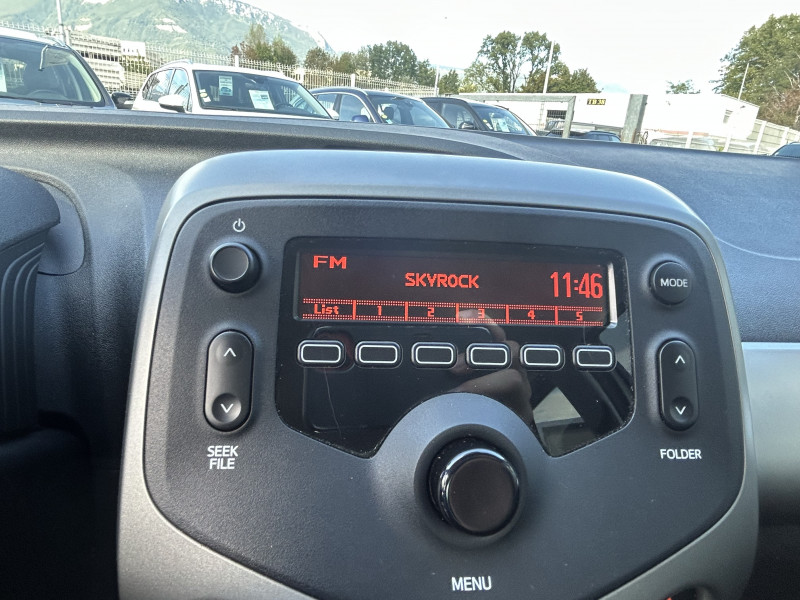 FM
SKYROCK
11:46
List 1 2 3 4 5
MODE
SEEK
FILE
FOLDER
MENU